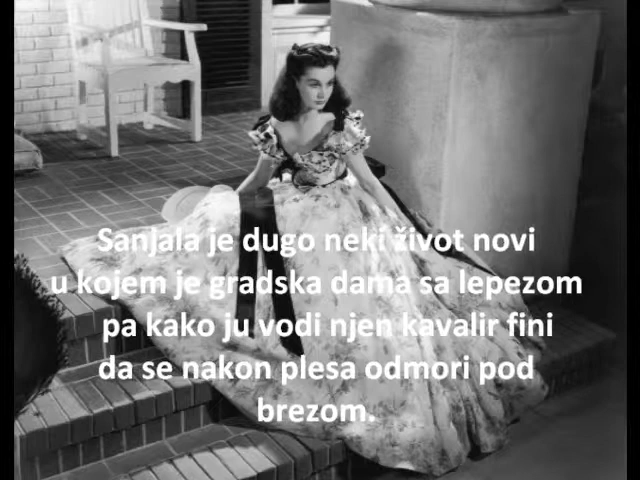 Sanjala je dugo neki život novi
u kojem je gradska dama sa lepezom
pa kako ju vodi njen kavalir fini
da se nakon plesa odmori pod
brezom.